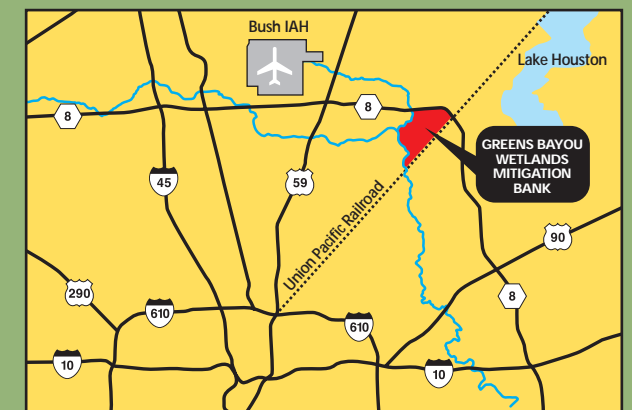 Bush IAH
Lake Houston
8
8
GREENS BAYOU
WETLANDS
MITIGATION
BANK
45
59
Union Pacific Railroad
90
290
8
610
610
10
10